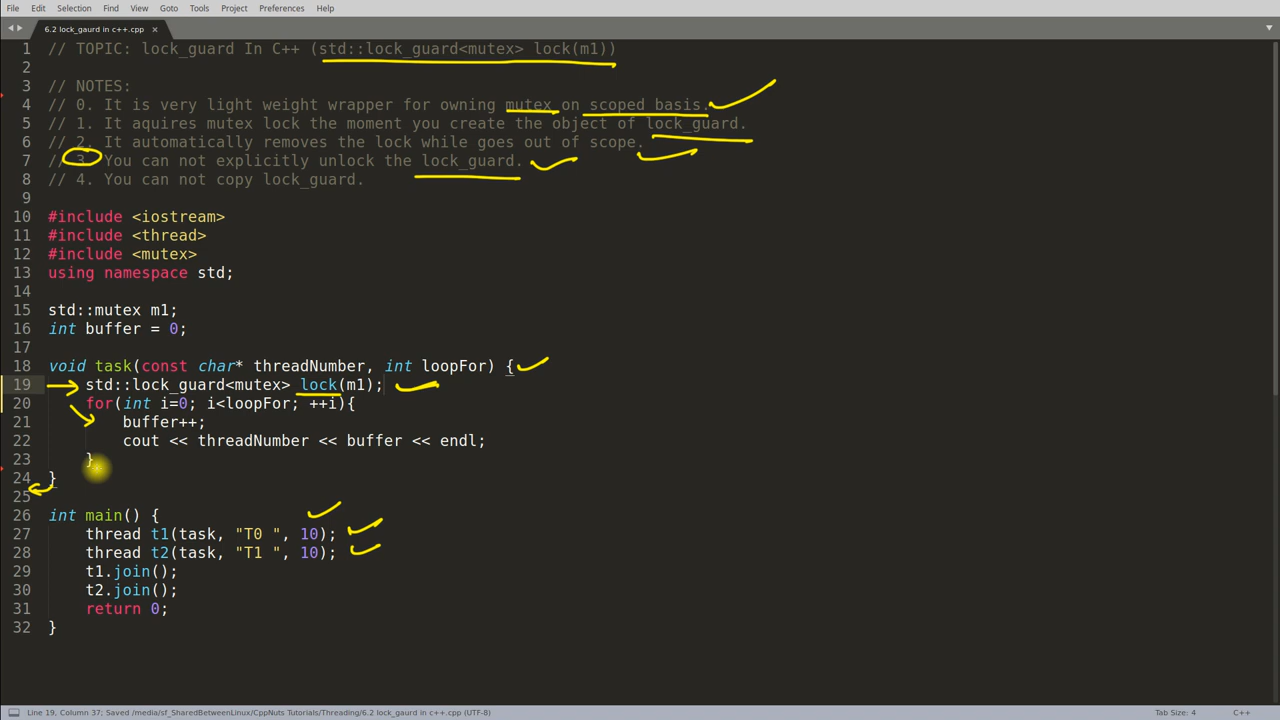 File Edit Selection Find View Goto Tools Project Preferences Help
6.2 lock_gaurd in c++.cpp ×
1 // TOPIC: lock_guard In C++ (std::lock_guard<mutex> lock(m1))
2
3 // NOTES:
4 // 0. It is very light weight wrapper for owning mutex on scoped basis.
5 // 1. It aquires mutex lock the moment you create the object of lock_guard.
6 // 2. It automatically removes the lock while goes out of scope.
7 // 3. You can not explicitly unlock the lock_guard.
8 // 4. You can not copy lock_guard.
9
10 #include <iostream>
11 #include <thread>
12 #include <mutex>
13 using namespace std;
14
15 std::mutex m1;
16 int buffer = 0;
17
18 void task(const char* threadNumber, int loopFor) {
19 std::lock_guard<mutex> lock(m1);
20 for(int i=0; i<loopFor; ++i){
21 buffer++;
22 cout << threadNumber << buffer << endl;
23 }
24 }
25
26 int main() {
27 thread t1(task, "T0 ", 10);
28 thread t2(task, "T1 ", 10);
29 t1.join();
30 t2.join();
31 return 0;
32 }
Line 19, Column 37; Saved /media/sf_SharedBetweenLinux/CppNuts Tutorials/Threading/6.2 lock_gaurd in c++.cpp (UTF-8) Tab Size: 4 C++